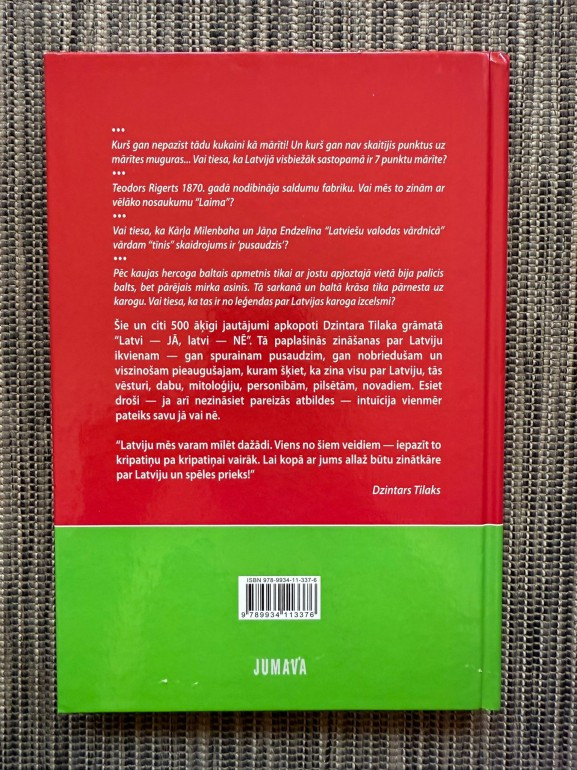 •••
Kurš gan nepazīst tādu kukaini kā mārīti! Un kurš gan nav skaitījis punktus uz
mārītes muguras... Vai tiesa, ka Latvijā visbiežāk sastopamā ir 7 punktu mārīte?
•••
Teodors Rigerts 1870. gadā nodibināja saldumu fabriku. Vai mēs to zinām ar
vēlāko nosaukumu “Laima”?
•••
Vai tiesa, ka Kārļa Mīlenbaha un Jāņa Endzelīna “Latviešu valodas vārdnīcā”
vārdam “tīnis” skaidrojums ir ‘pusaudzis’?
•••
Pēc kaujas hercoga baltais apmetnis tikai ar jostu apjoztajā vietā bija palicis
balts, bet pārējais mirka asinīs. Tā sarkanā un baltā krāsa tika pārnesta uz
karogu. Vai tiesa, ka tas ir no leģendas par Latvijas karoga izcelsmi?
Šie un citi 500 āķīgi jautājumi apkopoti Dzintara Tilaka grāmatā
“Latvi — JĀ, latvi — NĒ”. Tā paplašinās zināšanas par Latviju
ikvienam — gan spurainam pusaudzim, gan nobriedušam un
viszinošam pieaugušajam, kuram šķiet, ka zina visu par Latviju, tās
vēsturi, dabu, mitoloģiju, personībām, pilsētām, novadiem. Esiet
droši — ja arī nezināsiet pareizās atbildes — intuīcija vienmēr
pateiks savu jā vai nē.
“Latviju mēs varam mīlēt dažādi. Viens no šiem veidiem — iepazīt to
kripatiņu pa kripatiņai vairāk. Lai kopā ar jums allaž būtu zinātkāre
par Latviju un spēles prieks!”
Dzintars Tilaks
ISBN 978-9934-11-337-6
9 789934 113376
JUMAVA